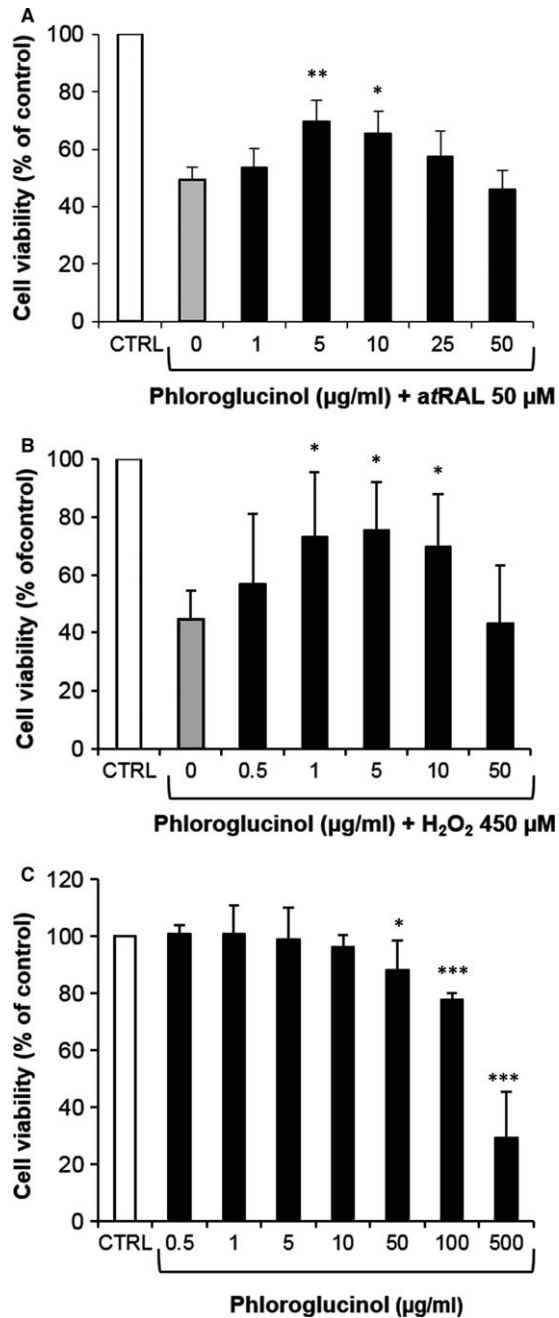 A
Cell viability (% of control)
100
80
60
40
20
0
** *
CTRL 0 1 5 10 25 50
Phloroglucinol (µg/ml) + atRAL 50 µM
B
Cell viability (% ofcontrol)
100
80
60
40
20
0
* * *
CTRL 0 0.5 1 5 10 50
Phloroglucinol (µg/ml) + H₂O₂ 450 µM
C
Cell viability (% of control)
120
100
80
60
40
20
0
* *** ***
CTRL 0.5 1 5 10 50 100 500
Phloroglucinol (µg/ml)